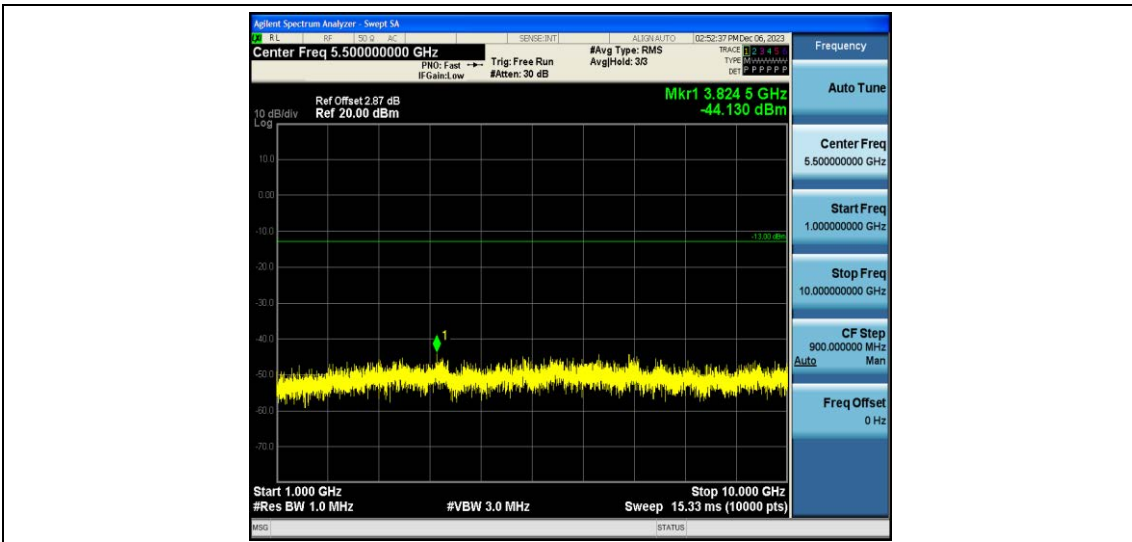 Agilent Spectrum Analyzer - Swept SA
RL RF 50 Ω AC SENSE:INT ALIGN AUTO 02:52:37 PM Dec 06, 2023
Center Freq 5.500000000 GHz
PNO: Fast
IFGain:Low
Trig: Free Run
#Atten: 30 dB
#Avg Type: RMS
Avg|Hold: 3/3
TRACE 1 2 3 4 5 6
TYPE M
DET P P P P P P
Mkr1 3.824 5 GHz
-44.130 dBm
Ref Offset 2.87 dB
10 dB/div Ref 20.00 dBm
Log
10.0
0.00
-10.0
-13.00 dBm
-20.0
-30.0
-40.0
1
-50.0
-60.0
-70.0
Start 1.000 GHz Stop 10.000 GHz
#Res BW 1.0 MHz #VBW 3.0 MHz Sweep 15.33 ms (10000 pts)
MSG STATUS
Frequency
Auto Tune
Center Freq
5.500000000 GHz
Start Freq
1.000000000 GHz
Stop Freq
10.000000000 GHz
CF Step
900.000000 MHz
Auto Man
Freq Offset
0 Hz